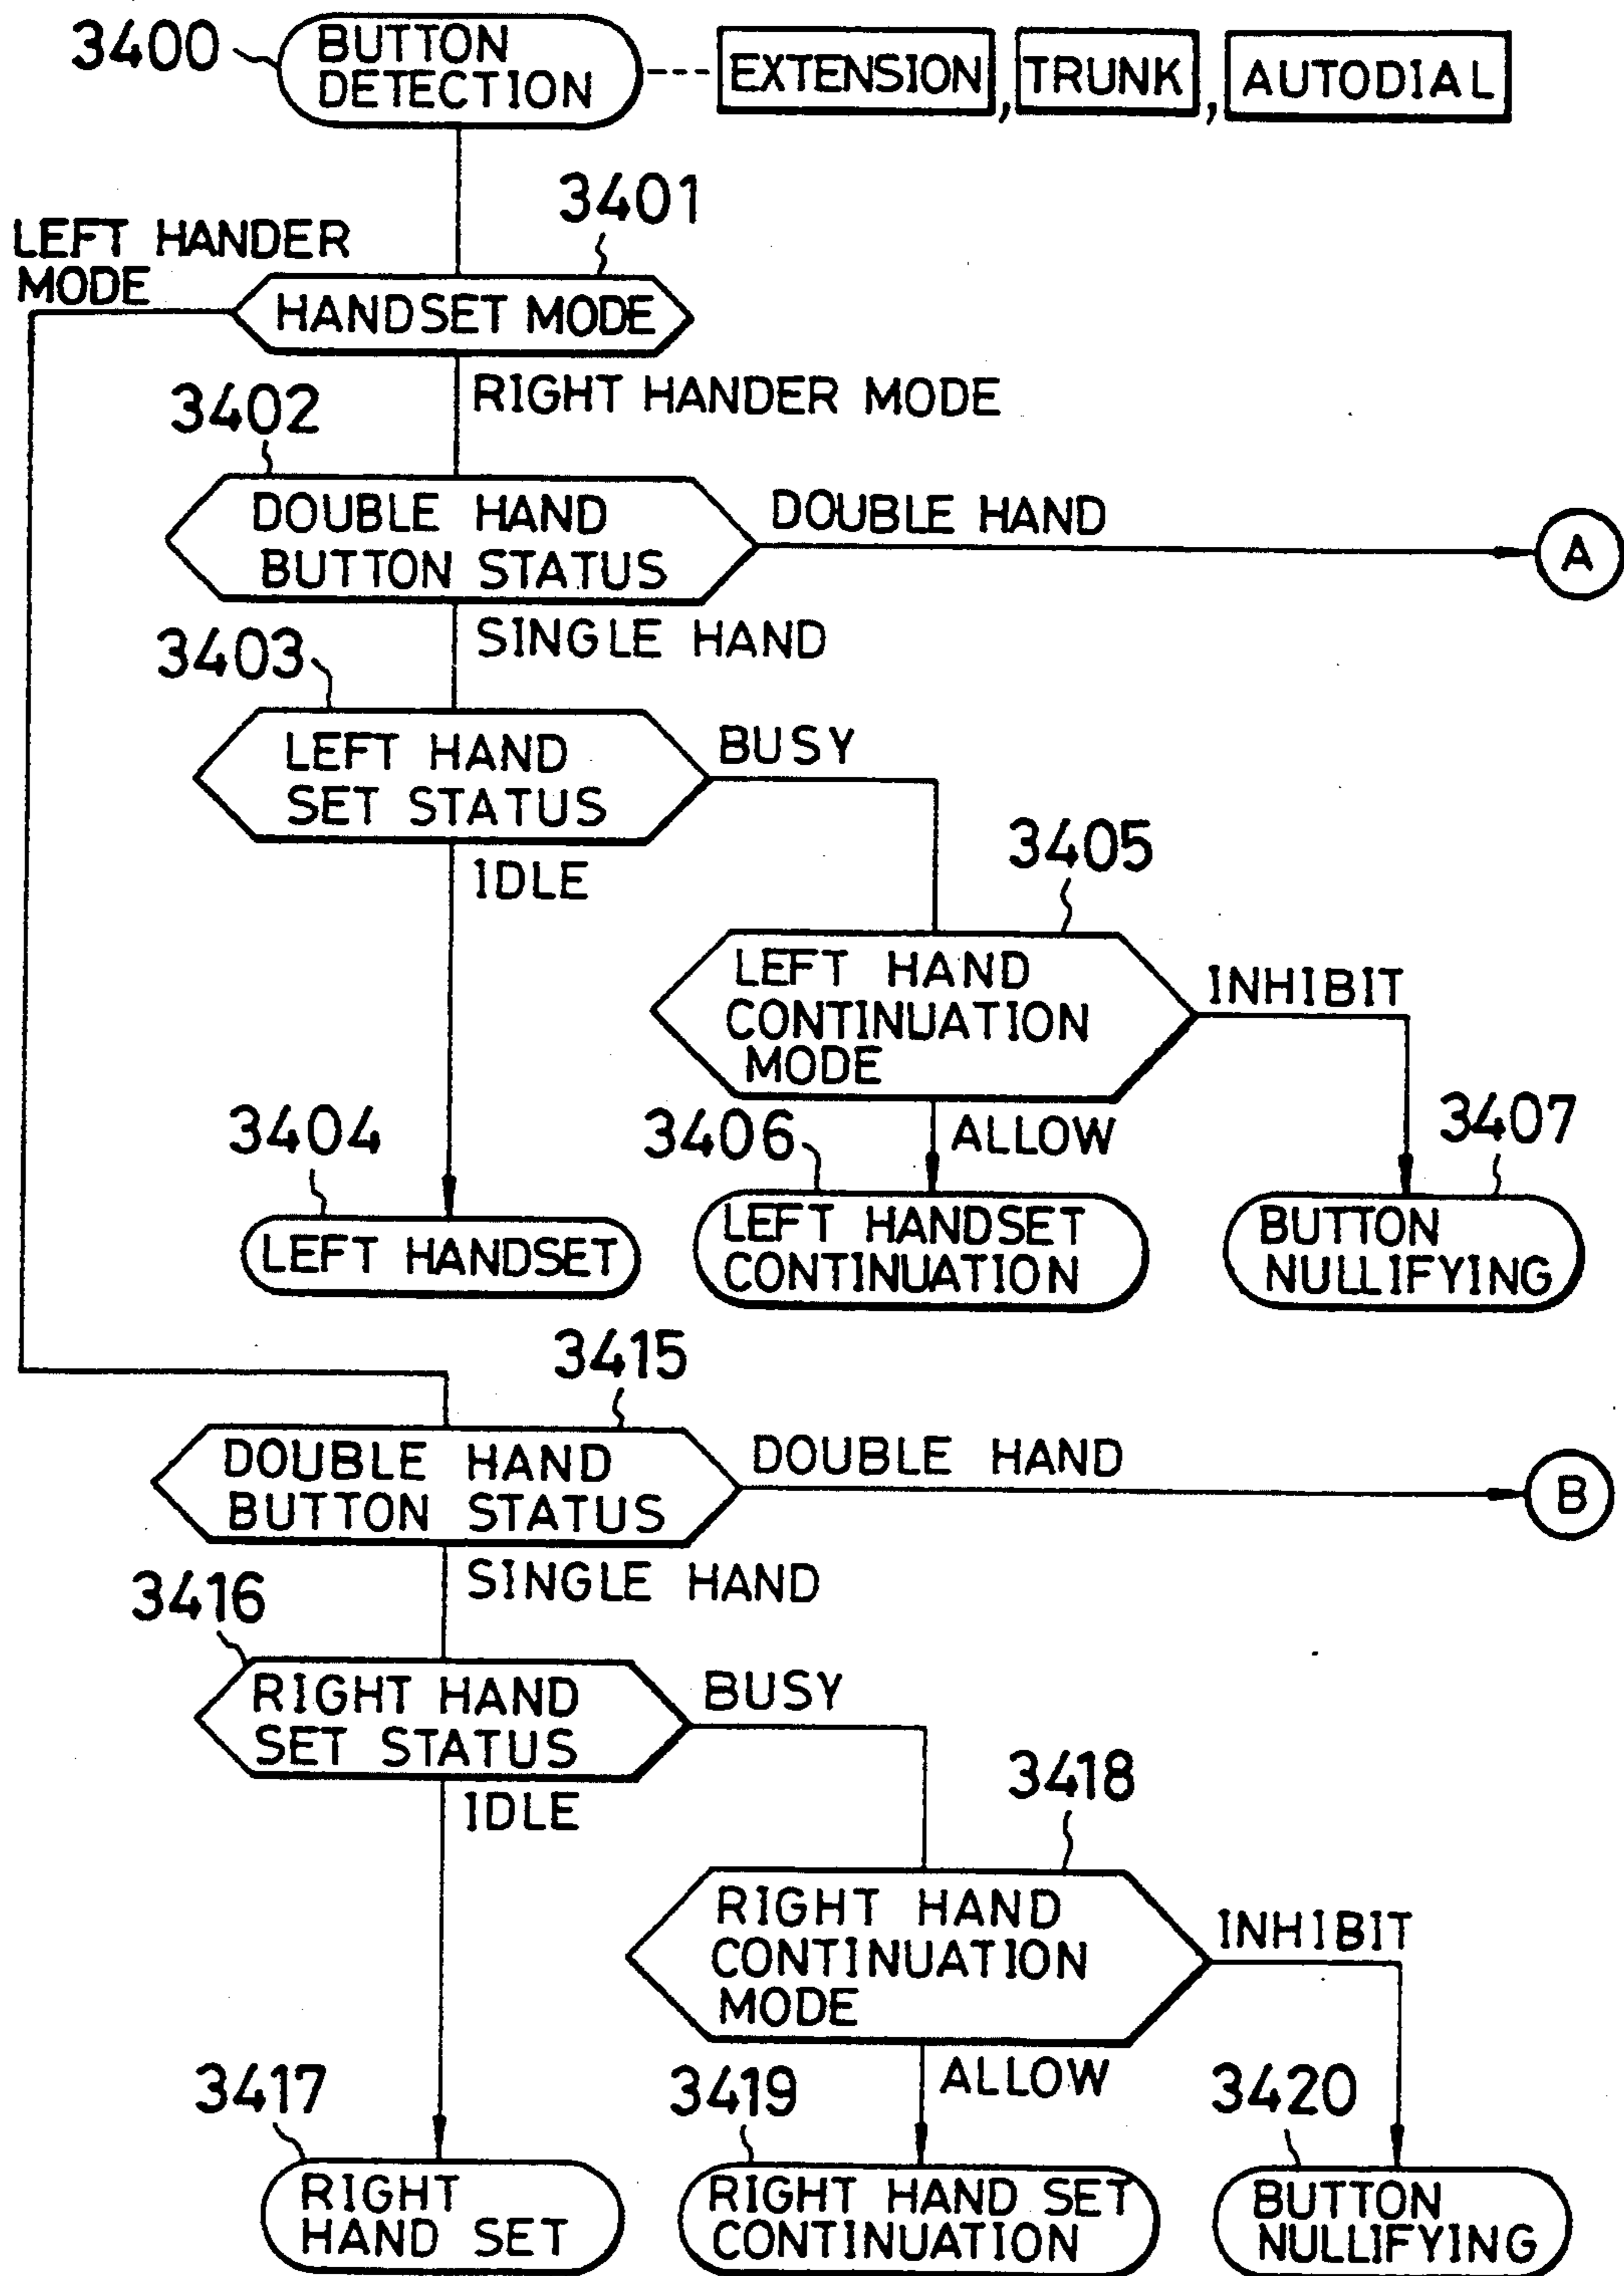 3400
BUTTON
DETECTION
EXTENSION, TRUNK, AUTODIAL
3401
LEFT HANDER
MODE
HANDSET MODE
RIGHT HANDER MODE
3402
DOUBLE HAND
BUTTON STATUS
DOUBLE HAND
A
SINGLE HAND
3403
LEFT HAND
SET STATUS
BUSY
IDLE
3405
LEFT HAND
CONTINUATION
MODE
INHIBIT
3404
LEFT HANDSET
3406
ALLOW
LEFT HANDSET
CONTINUATION
3407
BUTTON
NULLIFYING
3415
DOUBLE HAND
BUTTON STATUS
DOUBLE HAND
B
SINGLE HAND
3416
RIGHT HAND
SET STATUS
BUSY
IDLE
3418
RIGHT HAND
CONTINUATION
MODE
INHIBIT
3417
RIGHT
HAND SET
3419
ALLOW
RIGHT HAND SET
CONTINUATION
3420
BUTTON
NULLIFYING